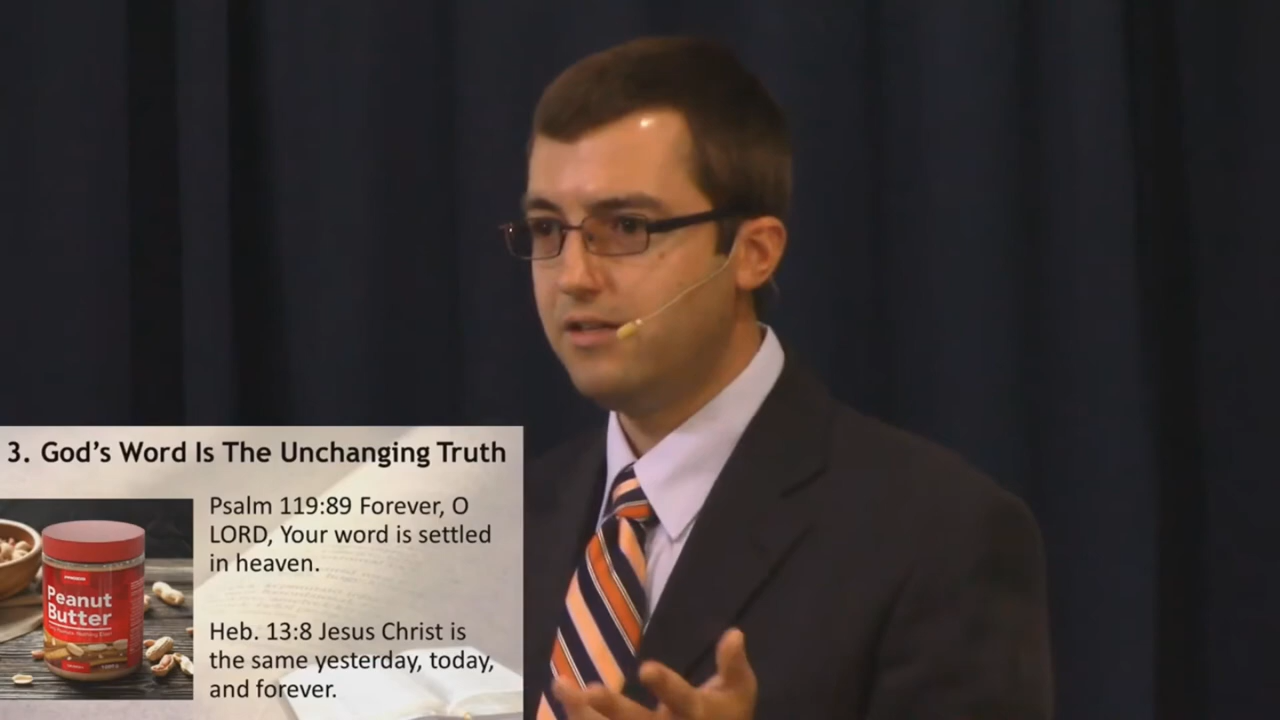 3. God's Word Is The Unchanging Truth
Psalm 119:89 Forever, O
LORD, Your word is settled
in heaven.
Heb. 13:8 Jesus Christ is
the same yesterday, today,
and forever.
Peanut
Butter